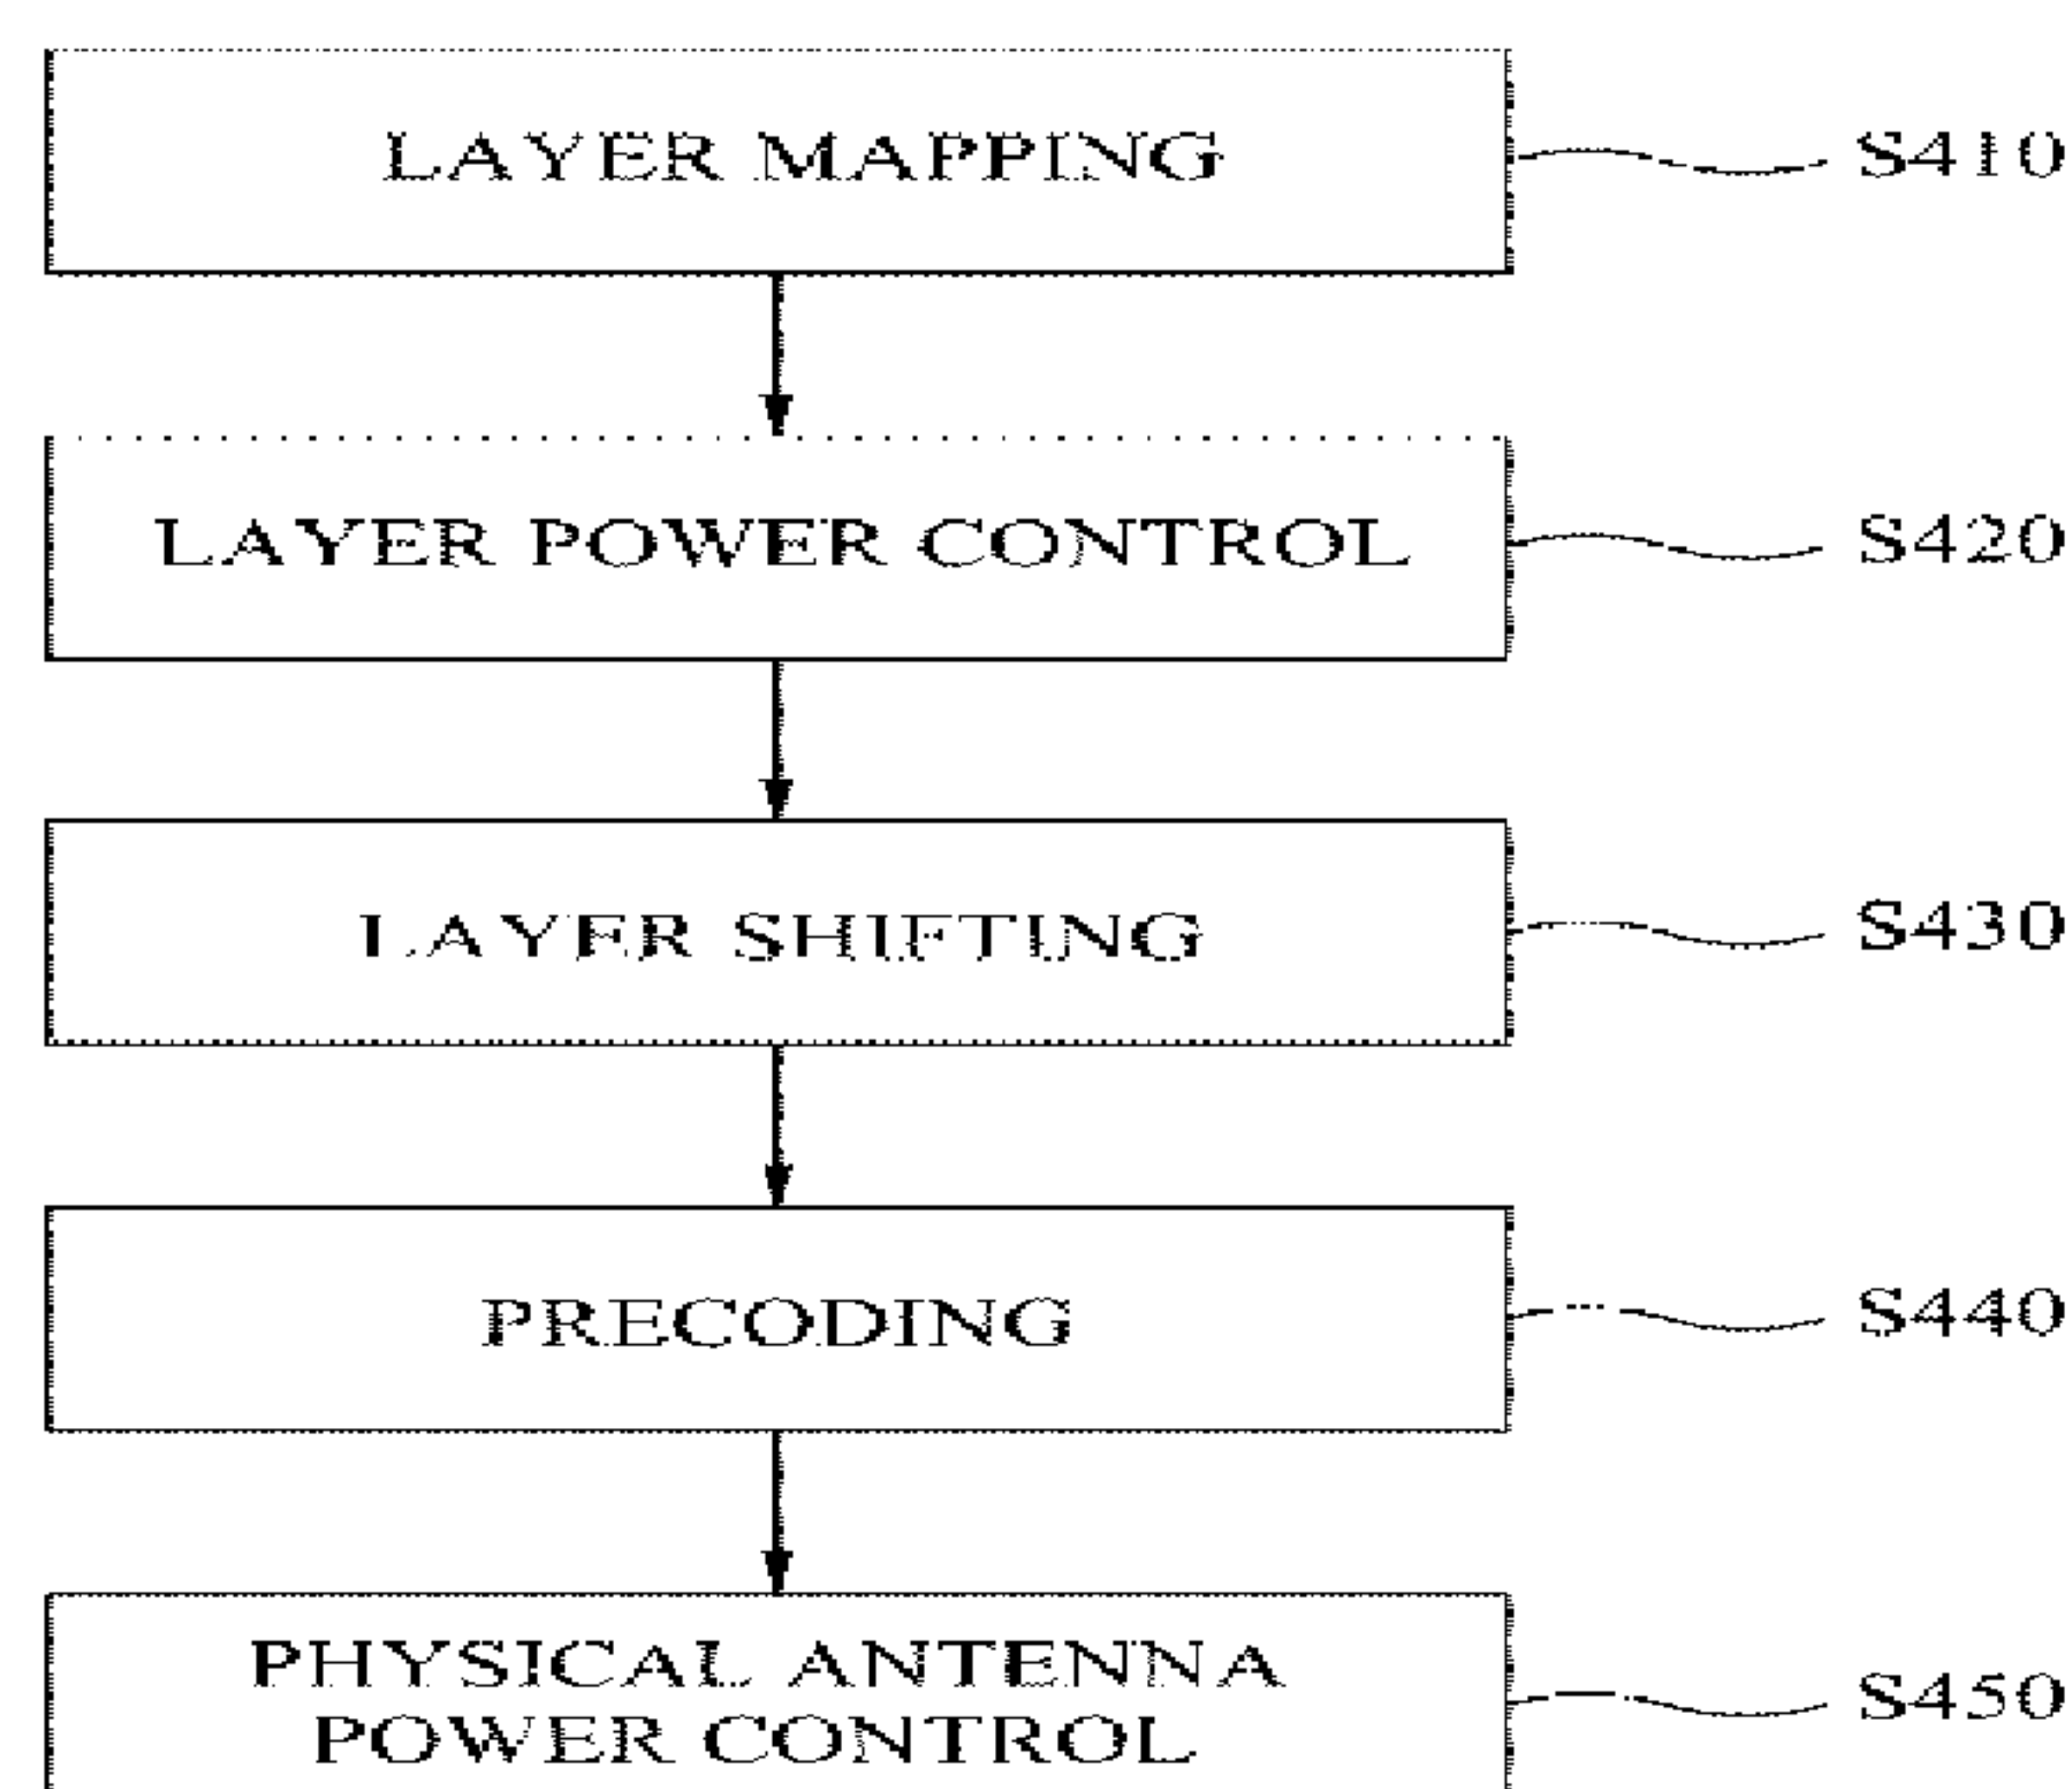 LAYER MAPPING
S410
LAYER POWER CONTROL
S420
LAYER SHIFTING
S430
PRECODING
S440
PHYSICAL ANTENNA
POWER CONTROL
S450